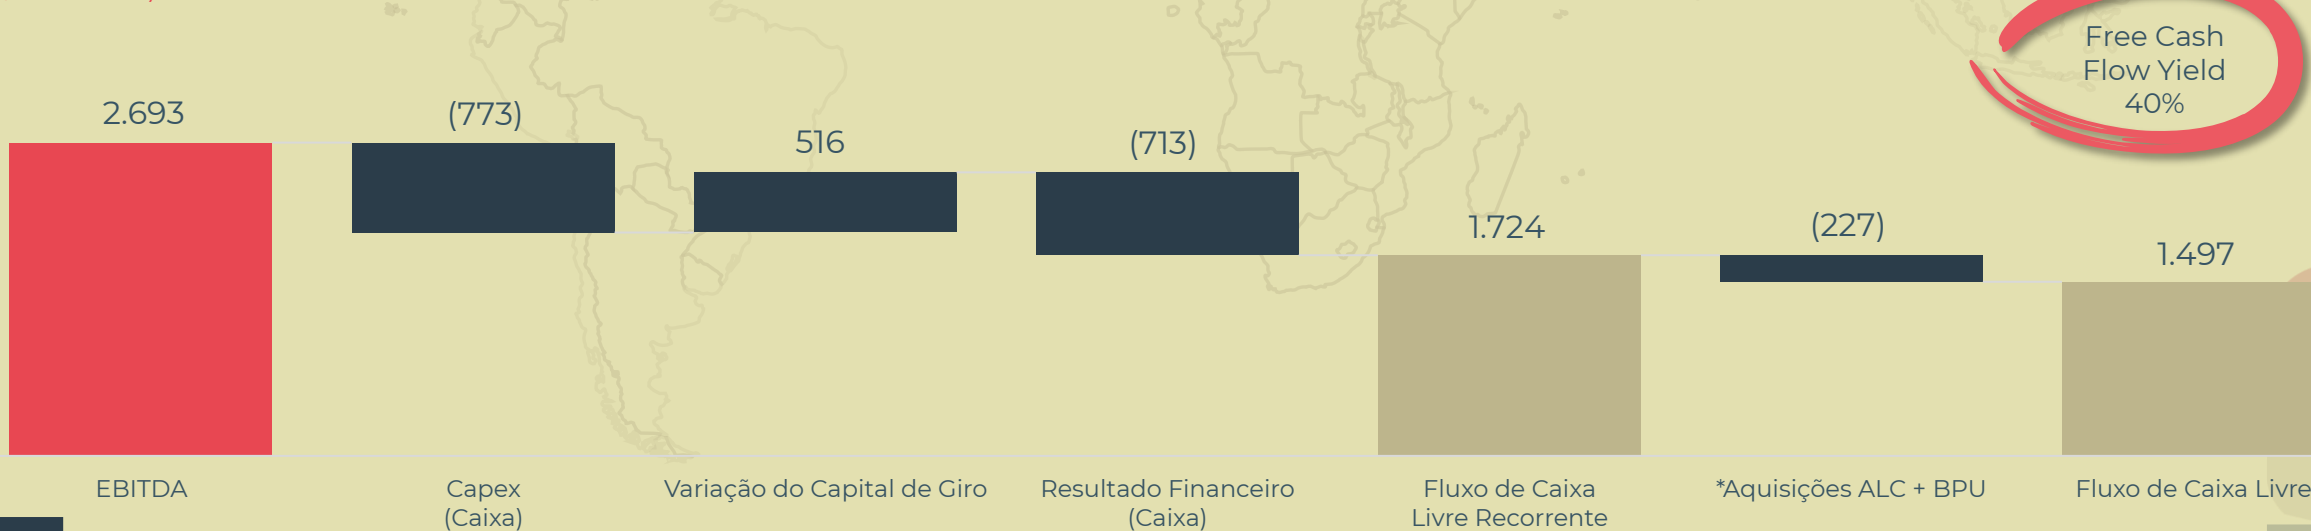 Free Cash
Flow Yield
40%
2.693
(773)
516
(713)
1.724
(227)
1.497
EBITDA
Capex
(Caixa)
Variação do Capital de Giro
Resultado Financeiro
(Caixa)
Fluxo de Caixa
Livre Recorrente
*Aquisições ALC + BPU
Fluxo de Caixa Livre